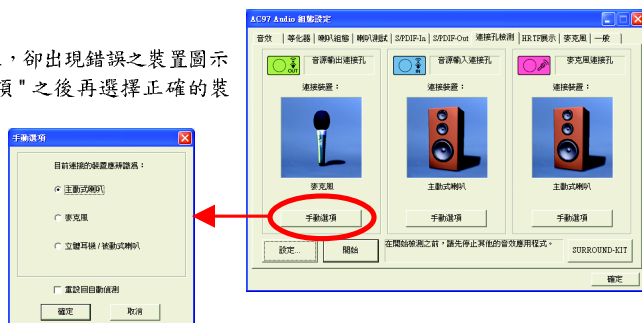 ，卻出現錯誤之裝置圖示
項 " 之後再選擇正確的裝
AC97 Audio 組態設定
音效 等化器 喇叭組態 喇叭測試 S/PDIF-In S/PDIF-Out 連接孔檢測 HRTF展示 麥克風 一般
OUT 音源輸出連接孔
IN 音源輸入連接孔
麥克風連接孔
連接裝置：
連接裝置：
連接裝置：
麥克風
主動式喇叭
主動式喇叭
手動選項
手動選項
手動選項
設定...
開始
在開始檢測之前，請先停止其他的音效應用程式。
SURROUND-KIT
確定
手動選項
目前連接的裝置應辨識為：
主動式喇叭
麥克風
立體耳機 / 被動式喇叭
重設回自動偵測
確定
取消